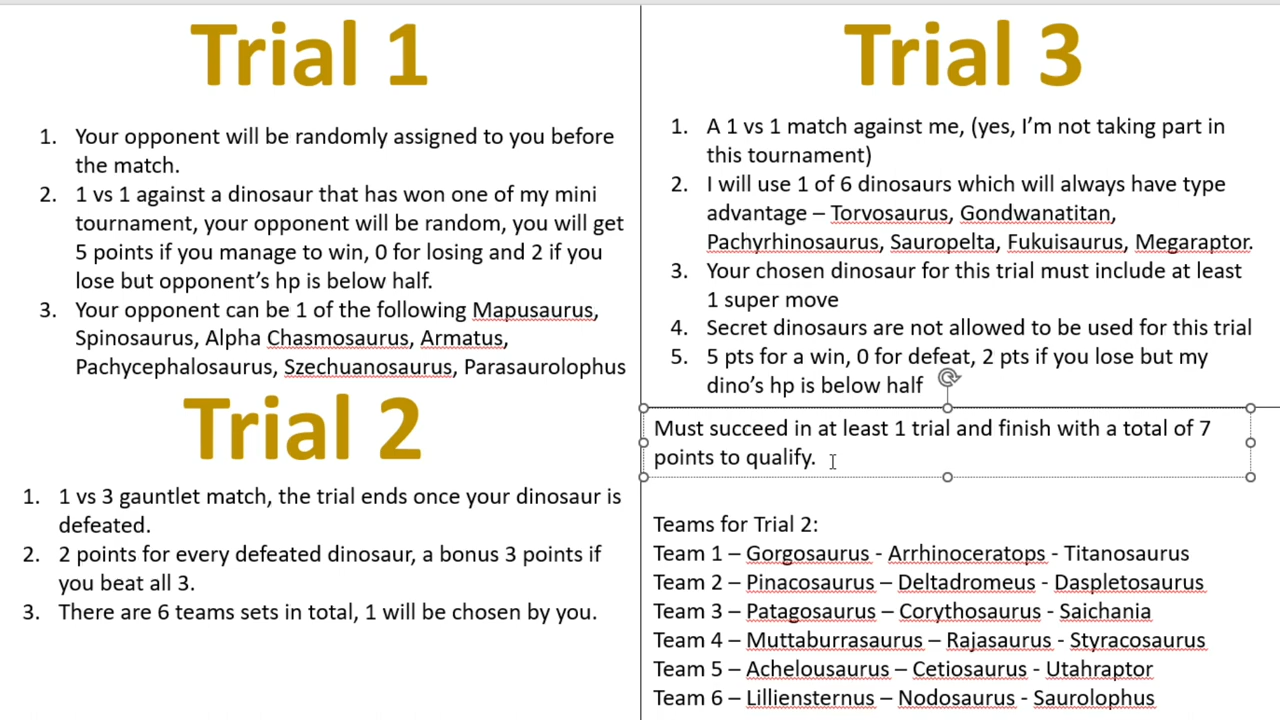 Trial 1
1. Your opponent will be randomly assigned to you before
the match.
2. 1 vs 1 against a dinosaur that has won one of my mini
tournament, your opponent will be random, you will get
5 points if you manage to win, 0 for losing and 2 if you
lose but opponent's hp is below half.
3. Your opponent can be 1 of the following Mapusaurus,
Spinosaurus, Alpha Chasmosaurus, Armatus,
Pachycephalosaurus, Szechuanosaurus, Parasaurolophus
Trial 2
1. 1 vs 3 gauntlet match, the trial ends once your dinosaur is
defeated.
2. 2 points for every defeated dinosaur, a bonus 3 points if
you beat all 3.
3. There are 6 teams sets in total, 1 will be chosen by you.
Trial 3
1. A 1 vs 1 match against me, (yes, I'm not taking part in
this tournament)
2. I will use 1 of 6 dinosaurs which will always have type
advantage – Torvosaurus, Gondwanatitan,
Pachyrhinosaurus, Sauropelta, Fukuisaurus, Megaraptor.
3. Your chosen dinosaur for this trial must include at least
1 super move
4. Secret dinosaurs are not allowed to be used for this trial
5. 5 pts for a win, 0 for defeat, 2 pts if you lose but my
dino's hp is below half
Must succeed in at least 1 trial and finish with a total of 7
points to qualify.
Teams for Trial 2:
Team 1 – Gorgosaurus - Arrhinoceratops - Titanosaurus
Team 2 – Pinacosaurus – Deltadromeus - Daspletosaurus
Team 3 – Patagosaurus – Corythosaurus - Saichania
Team 4 – Muttaburrasaurus – Rajasaurus - Styracosaurus
Team 5 – Achelousaurus – Cetiosaurus - Utahraptor
Team 6 – Lilliensternus – Nodosaurus - Saurolophus